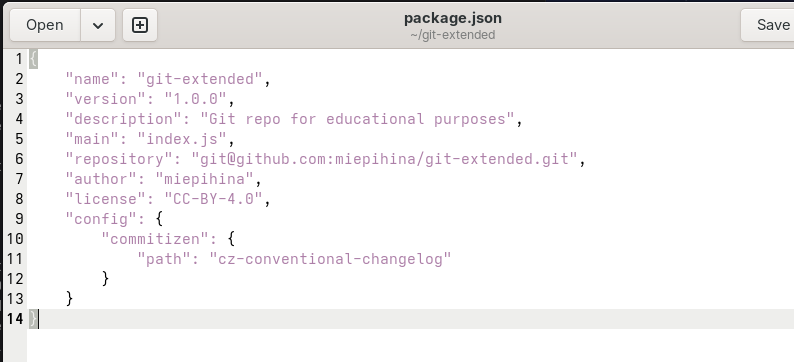 Open
package.json
~/git-extended
Save
1 {
2     "name": "git-extended",
3     "version": "1.0.0",
4     "description": "Git repo for educational purposes",
5     "main": "index.js",
6     "repository": "git@github.com:miepihina/git-extended.git",
7     "author": "miepihina",
8     "license": "CC-BY-4.0",
9     "config": {
10         "commitizen": {
11             "path": "cz-conventional-changelog"
12         }
13     }
14 }